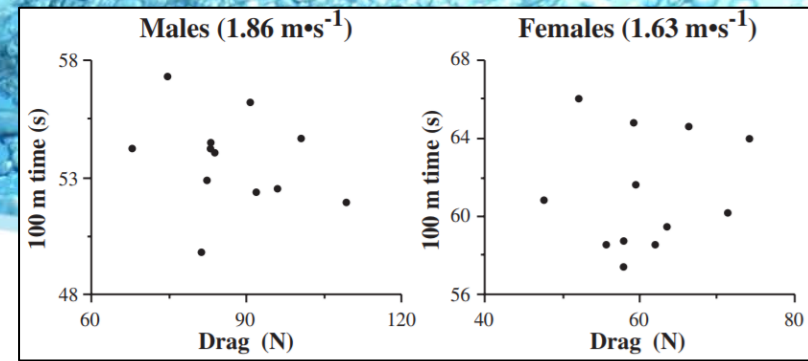 Males (1.86 m•s-1)
100 m time (s)
58
53
48
60 90 120
Drag (N)
Females (1.63 m•s-1)
100 m time (s)
68
64
60
56
40 60 80
Drag (N)